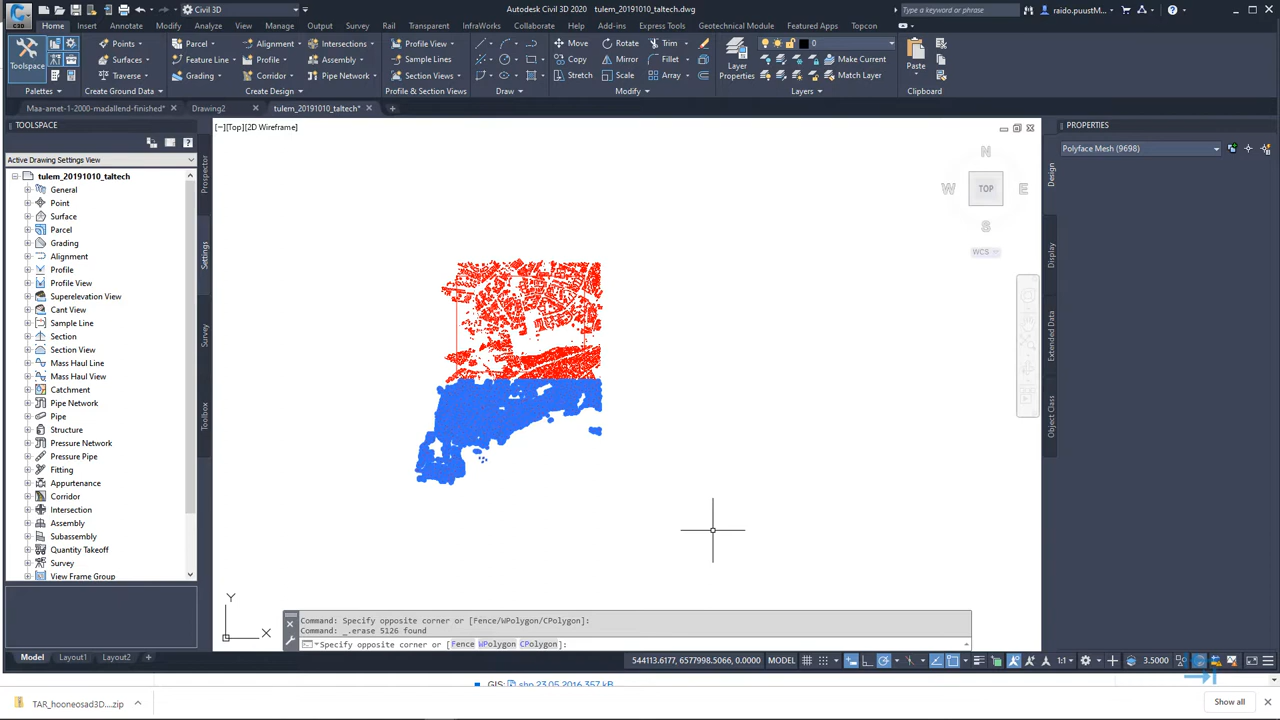 Civil 3D
Autodesk Civil 3D 2020 tulem_20191010_taltech.dwg
Type a keyword or phrase
raido.puustM...
C3D
Home Insert Annotate Modify Analyze View Manage Output Survey Rail Transparent InfraWorks Collaborate Help Add-ins Express Tools Geotechnical Module Featured Apps Topcon
Toolspace
Points
Surfaces
Traverse
Parcel
Feature Line
Grading
Alignment
Profile
Corridor
Intersections
Assembly
Pipe Network
Profile View
Sample Lines
Section Views
Move
Copy
Stretch
Rotate
Mirror
Scale
Trim
Fillet
Array
Layer
Properties
0
Make Current
Match Layer
Paste
Palettes
Create Ground Data
Create Design
Profile & Section Views
Draw
Modify
Layers
Clipboard
Maa-amet-1-2000-madallend-finished*
Drawing2
tulem_20191010_taltech*
TOOLSPACE
Active Drawing Settings View
tulem_20191010_taltech
General
Point
Surface
Parcel
Grading
Alignment
Profile
Profile View
Superelevation View
Cant View
Sample Line
Section
Section View
Mass Haul Line
Mass Haul View
Catchment
Pipe Network
Pipe
Structure
Pressure Network
Pressure Pipe
Fitting
Appurtenance
Corridor
Intersection
Assembly
Subassembly
Quantity Takeoff
Survey
View Frame Group
Prospector
Settings
Survey
Toolbox
[−][Top][2D Wireframe]
N
W TOP E
S
WCS
Y
X
PROPERTIES
Polyface Mesh (9698)
Design
Display
Extended Data
Object Class
Command: Specify opposite corner or [Fence/WPolygon/CPolygon]:
Command: _.erase 5126 found
Specify opposite corner or [Fence WPolygon CPolygon]:
Model Layout1 Layout2 +
544113.6177, 6577998.5066, 0.0000 MODEL
1:1
3.5000
GIS: shp 23.05.2016 357 kB
TAR_hooneosad3D....zip
Show all